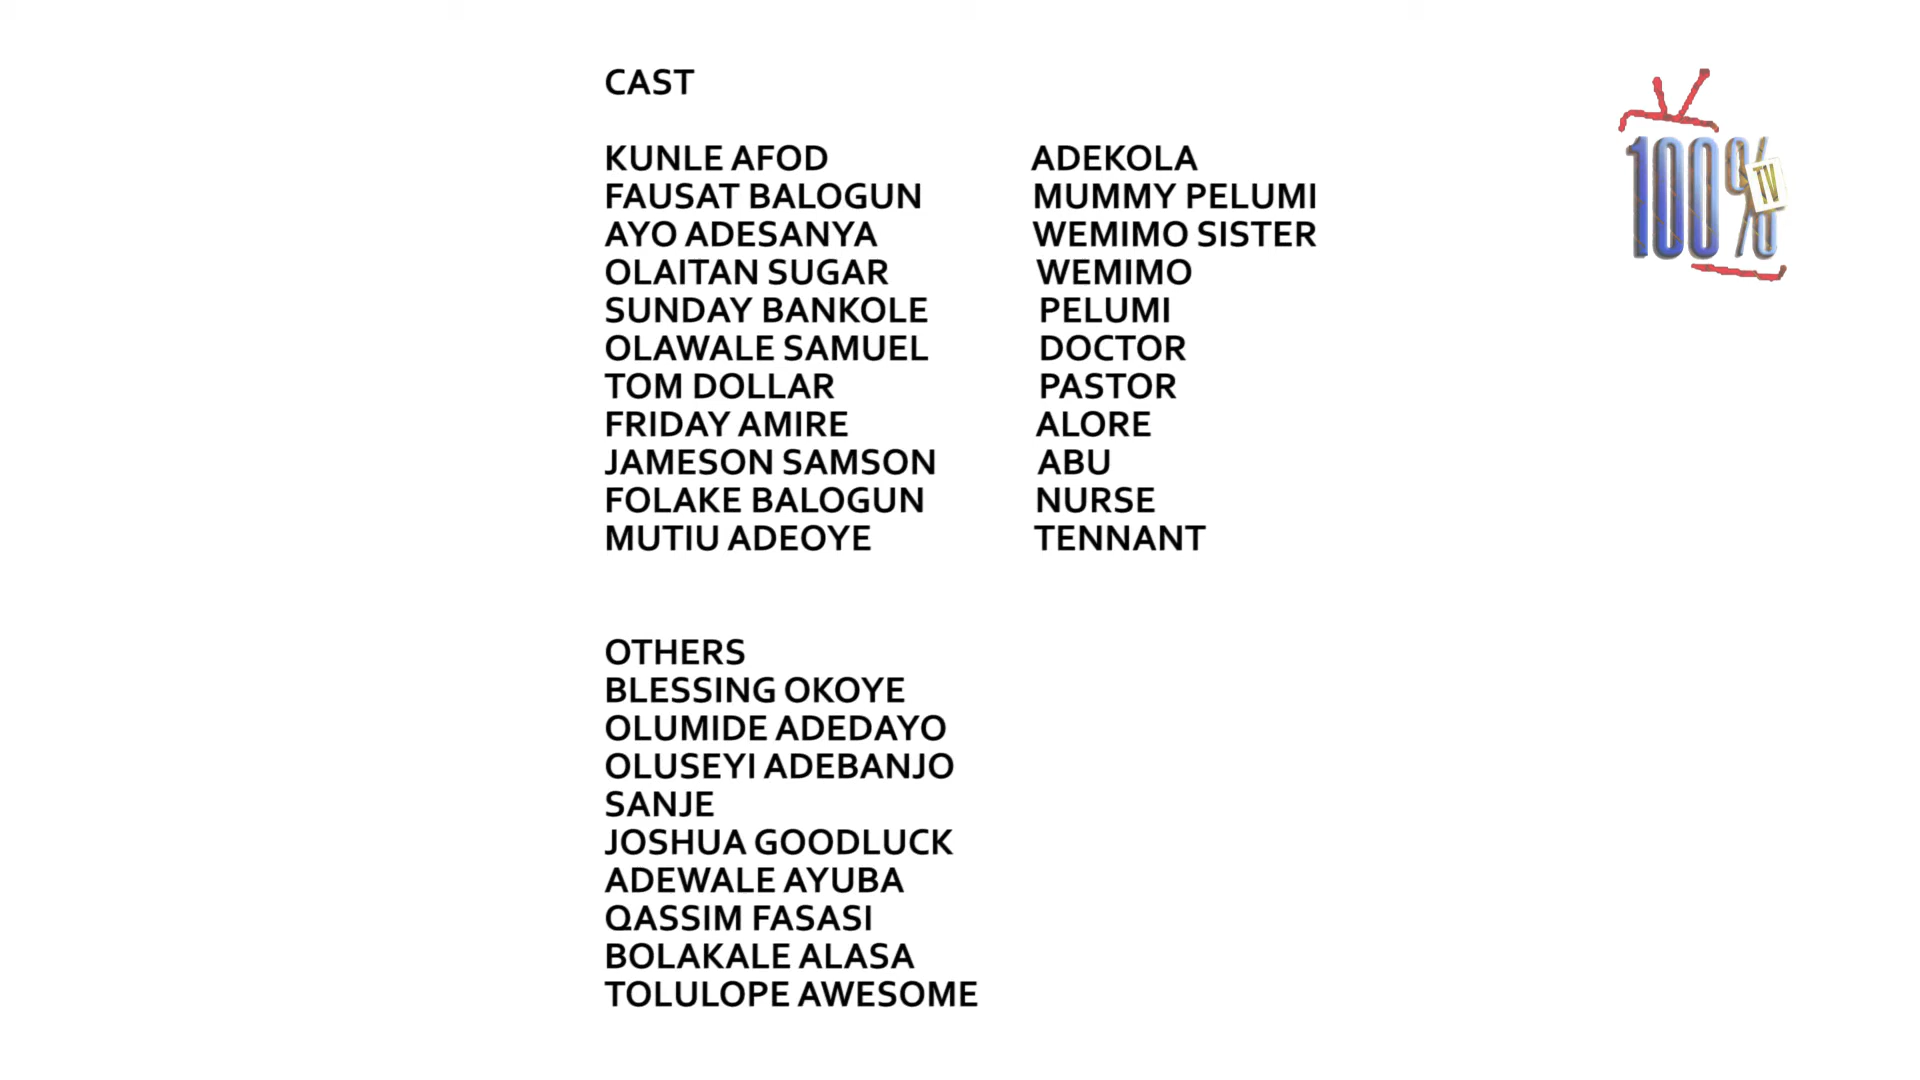 CAST
KUNLE AFOD ADEKOLA
FAUSAT BALOGUN MUMMY PELUMI
AYO ADESANYA WEMIMO SISTER
OLAITAN SUGAR WEMIMO
SUNDAY BANKOLE PELUMI
OLAWALE SAMUEL DOCTOR
TOM DOLLAR PASTOR
FRIDAY AMIRE ALORE
JAMESON SAMSON ABU
FOLAKE BALOGUN NURSE
MUTIU ADEOYE TENNANT
OTHERS
BLESSING OKOYE
OLUMIDE ADEDAYO
OLUSEYI ADEBANJO
SANJE
JOSHUA GOODLUCK
ADEWALE AYUBA
QASSIM FASASI
BOLAKALE ALASA
TOLULOPE AWESOME
100% TV